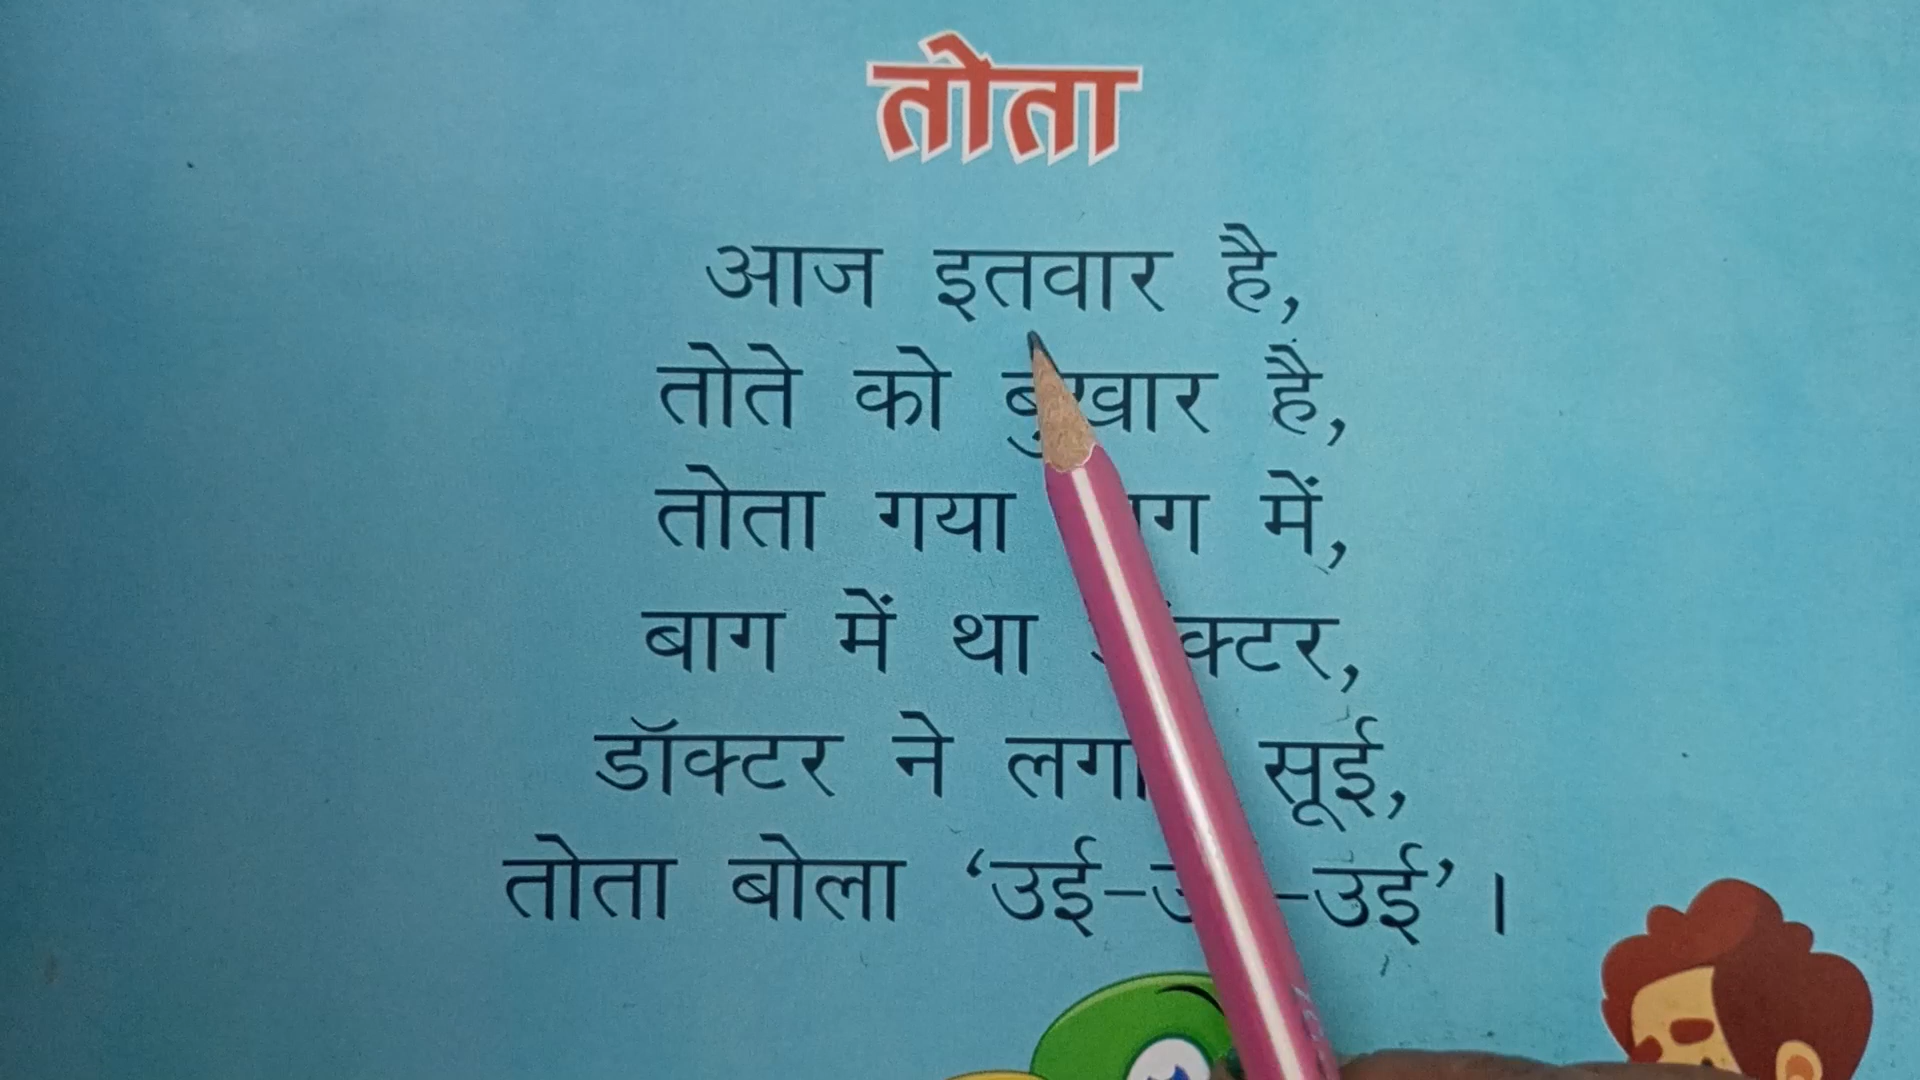 तोता
आज इतवार है,
तोते को बुखार है,
तोता गया में,
बाग में था
डॉक्टर ने सूई,
तोता बोला ‘उई- -उई’ ।